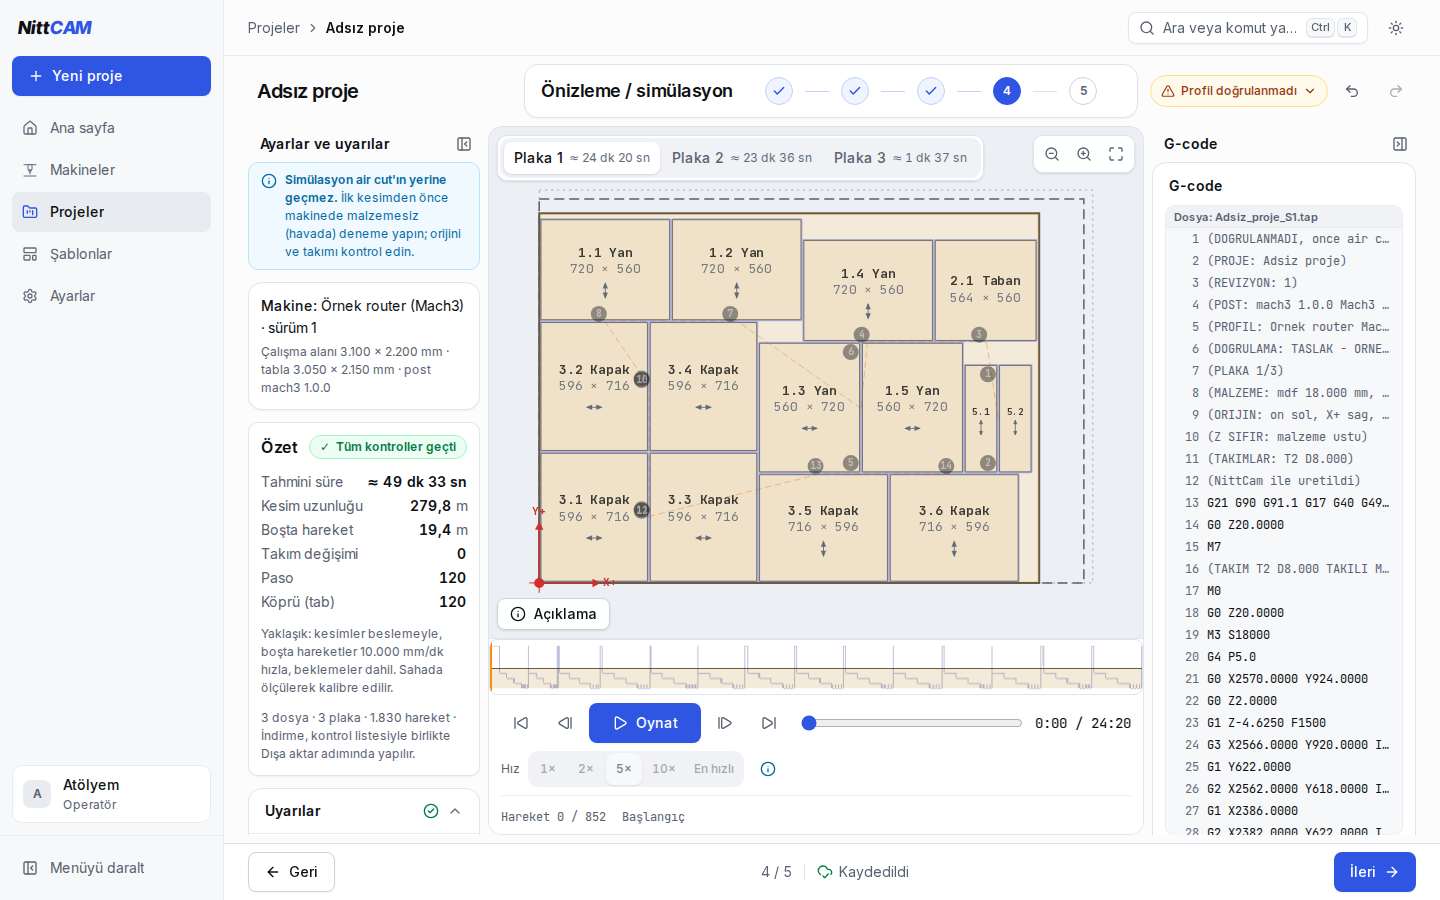 NittCAM
Yeni proje
Ana sayfa
Makineler
Projeler
Şablonlar
Ayarlar
A
Atölyem
Operatör
Menüyü daralt
Projeler > Adsız proje
Ara veya komut ya... Ctrl K
Adsız proje
Önizleme / simülasyon
4
5
Profil doğrulanmadı
Ayarlar ve uyarılar
Simülasyon air cut'ın yerine
geçmez. İlk kesimden önce
makinede malzemesiz
(havada) deneme yapın; orijini
ve takımı kontrol edin.
Makine: Örnek router (Mach3)
· sürüm 1
Çalışma alanı 3.100 × 2.200 mm ·
tabla 3.050 × 2.150 mm · post
mach3 1.0.0
Özet
✓ Tüm kontroller geçti
Tahmini süre ≈ 49 dk 33 sn
Kesim uzunluğu 279,8 m
Boşta hareket 19,4 m
Takım değişimi 0
Paso 120
Köprü (tab) 120
Yaklaşık: kesimler beslemeyle,
boşta hareketler 10.000 mm/dk
hızla, beklemeler dahil. Sahada
ölçülerek kalibre edilir.
3 dosya · 3 plaka · 1.830 hareket ·
İndirme, kontrol listesiyle birlikte
Dışa aktar adımında yapılır.
Uyarılar
Plaka 1 ≈ 24 dk 20 sn
Plaka 2 ≈ 23 dk 36 sn
Plaka 3 ≈ 1 dk 37 sn
1.1 Yan
720 × 560
8
1.2 Yan
720 × 560
7
1.4 Yan
720 × 560
4
2.1 Taban
564 × 560
3
3.2 Kapak
596 × 716
10
3.4 Kapak
596 × 716
6
1.3 Yan
560 × 720
5
1.5 Yan
560 × 720
1
5.1
2
5.2
3.1 Kapak
596 × 716
12
3.3 Kapak
596 × 716
13
3.5 Kapak
716 × 596
14
3.6 Kapak
716 × 596
Y+
X+
Açıklama
Oynat
0:00 / 24:20
Hız 1× 2× 5× 10× En hızlı
Hareket 0 / 852 Başlangıç
G-code
G-code
Dosya: Adsiz_proje_S1.tap
1 (DOGRULANMADI, once air c…
2 (PROJE: Adsiz proje)
3 (REVIZYON: 1)
4 (POST: mach3 1.0.0 Mach3 …
5 (PROFIL: Ornek router Mac…
6 (DOGRULAMA: TASLAK - ORNE…
7 (PLAKA 1/3)
8 (MALZEME: mdf 18.000 mm, …
9 (ORIJIN: on sol, X+ sag, …
10 (Z SIFIR: malzeme ustu)
11 (TAKIMLAR: T2 D8.000)
12 (NittCam ile uretildi)
13 G21 G90 G91.1 G17 G40 G49…
14 G0 Z20.0000
15 M7
16 (TAKIM T2 D8.000 TAKILI M…
17 M0
18 G0 Z20.0000
19 M3 S18000
20 G4 P5.0
21 G0 X2570.0000 Y924.0000
22 G0 Z2.0000
23 G1 Z-4.6250 F1500
24 G3 X2566.0000 Y920.0000 I…
25 G1 Y622.0000
26 G2 X2562.0000 Y618.0000 I…
27 G1 X2386.0000
28 G2 X2382.0000 Y622.0000 I…
Geri
4 / 5
Kaydedildi
İleri